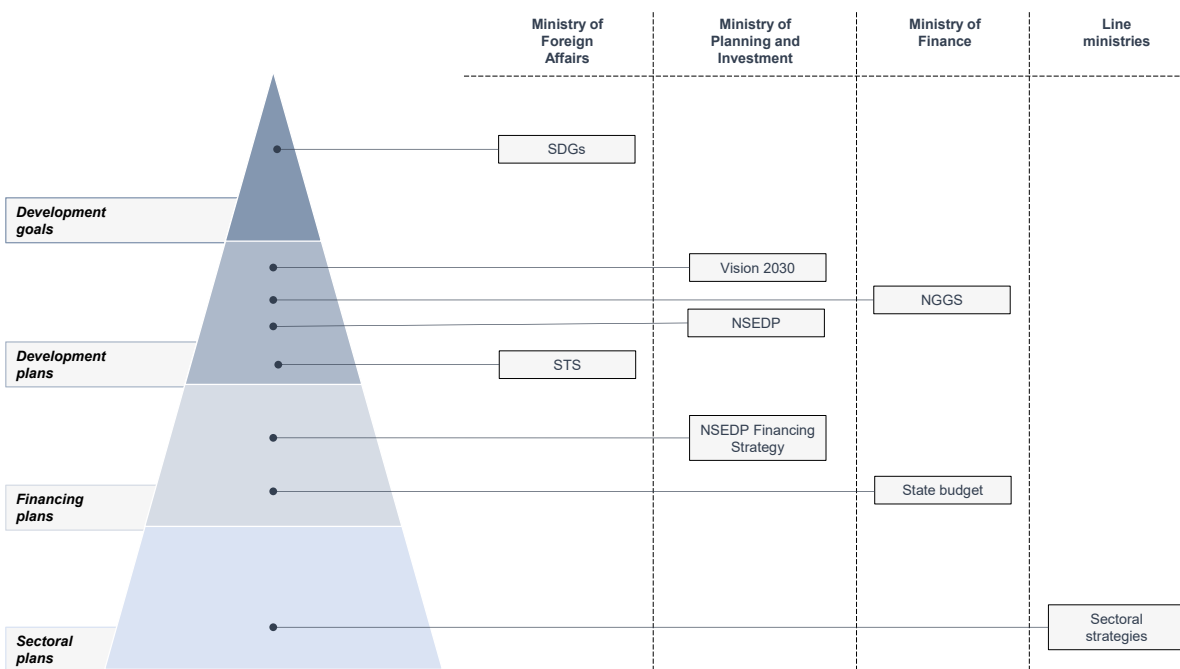 Ministry of
Foreign
Affairs
Ministry of
Planning and
Investment
Ministry of
Finance
Line
ministries
SDGs
Development
goals
Vision 2030
NGGS
NSEDP
Development
plans
STS
NSEDP Financing
Strategy
State budget
Financing
plans
Sectoral
strategies
Sectoral
plans